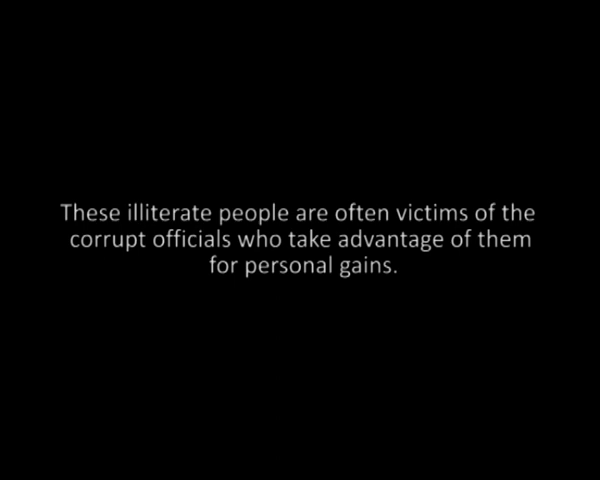 These illiterate people are often victims of the
corrupt officials who take advantage of them
for personal gains.